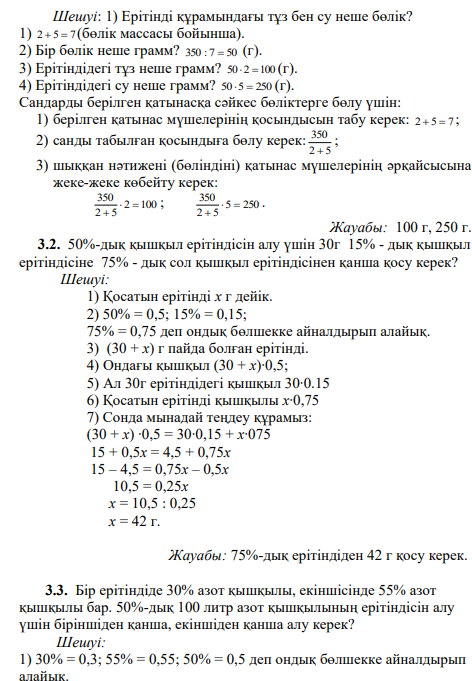 Шешуі: 1) Ерітінді құрамындағы тұз бен су неше бөлік?
1) 2 + 5 = 7 (бөлік массасы бойынша).
2) Бір бөлік неше грамм? 350 : 7 = 50 (г).
3) Ерітіндідегі тұз неше грамм? 50 · 2 = 100 (г).
4) Ерітіндідегі су неше грамм? 50 · 5 = 250 (г).
Сандарды берілген қатынасқа сәйкес бөліктерге бөлу үшін:
1) берілген қатынас мүшелерінің қосындысын табу керек: 2 + 5 = 7 ;
2) санды табылған қосындыға бөлу керек: 350/(2 + 5) ;
3) шыққан нәтижені (бөліндіні) қатынас мүшелерінің әрқайсысына
жеке-жеке көбейту керек:
350/(2 + 5) · 2 = 100 ; 350/(2 + 5) · 5 = 250 .
Жауабы: 100 г, 250 г.
3.2. 50%-дық қышқыл ерітіндісін алу үшін 30г 15% - дық қышқыл
ерітіндісіне 75% - дық сол қышқыл ерітіндісінен қанша қосу керек?
Шешуі:
1) Қосатын ерітінді х г дейік.
2) 50% = 0,5; 15% = 0,15;
75% = 0,75 деп ондық бөлшекке айналдырып алайық.
3) (30 + х) г пайда болған ерітінді.
4) Ондағы қышқыл (30 + х)·0,5;
5) Ал 30г ерітіндідегі қышқыл 30·0.15
6) Қосатын ерітінді қышқылы х·0,75
7) Сонда мынадай теңдеу құрамыз:
(30 + х) ·0,5 = 30·0,15 + х·075
15 + 0,5х = 4,5 + 0,75х
15 – 4,5 = 0,75х – 0,5х
10,5 = 0,25х
х = 10,5 : 0,25
х = 42 г.
Жауабы: 75%-дық ерітіндіден 42 г қосу керек.
3.3. Бір ерітіндіде 30% азот қышқылы, екіншісінде 55% азот
қышқылы бар. 50%-дық 100 литр азот қышқылының ерітіндісін алу
үшін біріншіден қанша, екіншіден қанша алу керек?
Шешуі:
1) 30% = 0,3; 55% = 0,55; 50% = 0,5 деп ондық бөлшекке айналдырып
алайық.